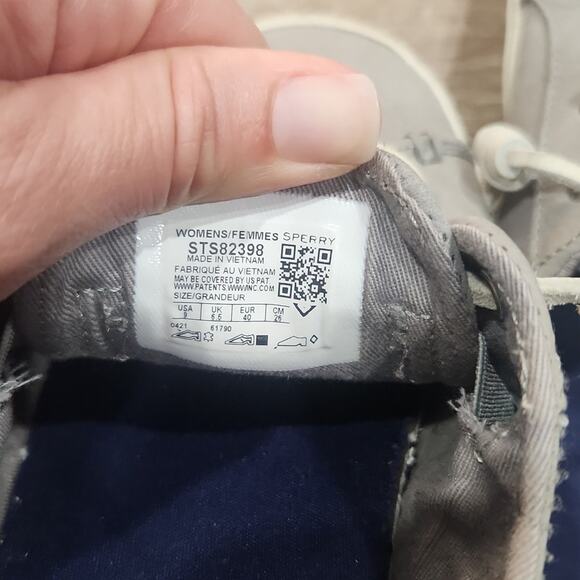 WOMENS/FEMMES SPERRY
STS82398
MADE IN VIETNAM
FABRIQUÉ AU VIETNAM
MAY BE COVERED BY US PAT
WWW.PATENTS.WWWINC.COM
SIZE/GRANDEUR
USA UK EUR CM
9 6.5 40 26
0421 61790